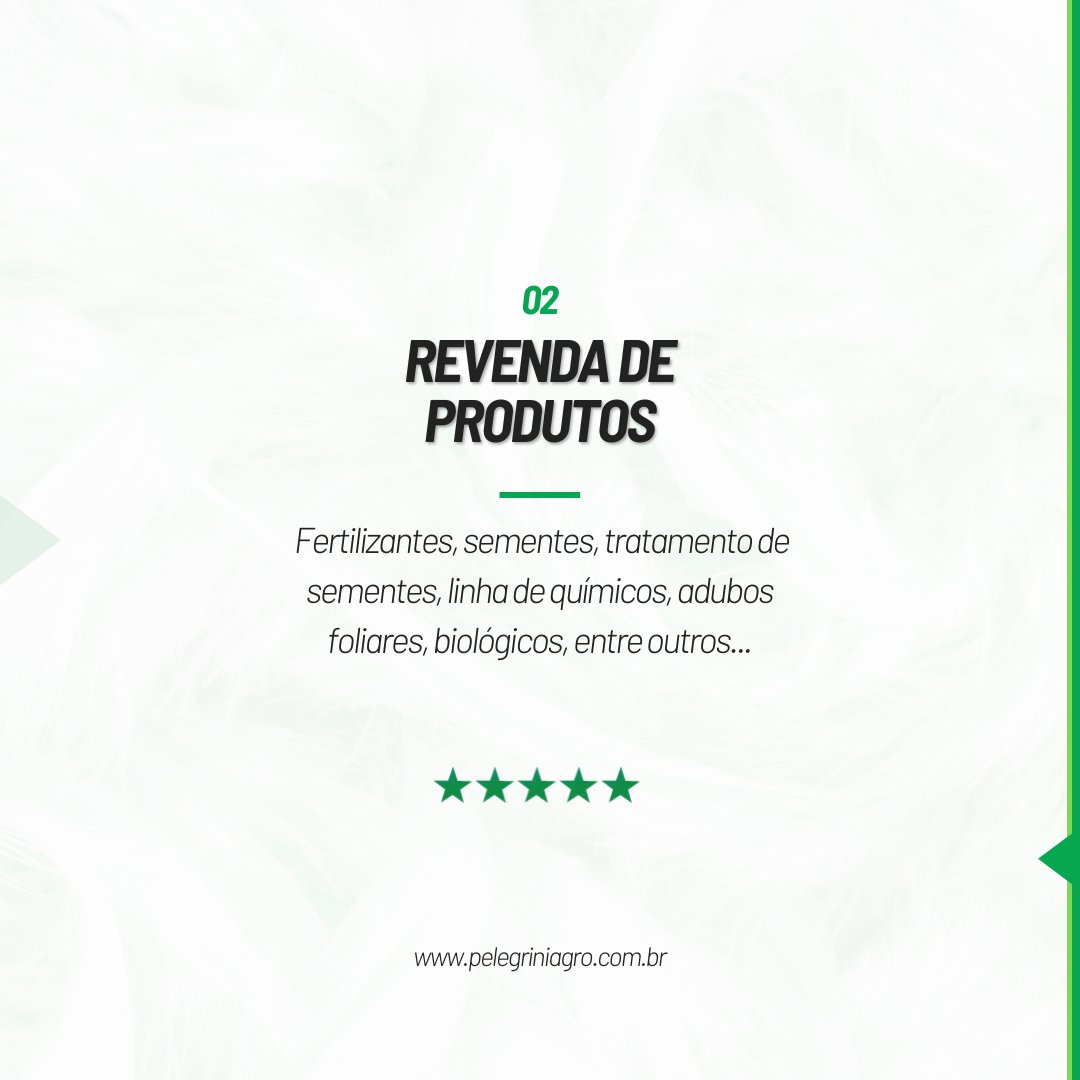 02
REVENDA DE
PRODUTOS
Fertilizantes, sementes, tratamento de
sementes, linha de químicos, adubos
foliares, biológicos, entre outros...
www.pelegriniagro.com.br